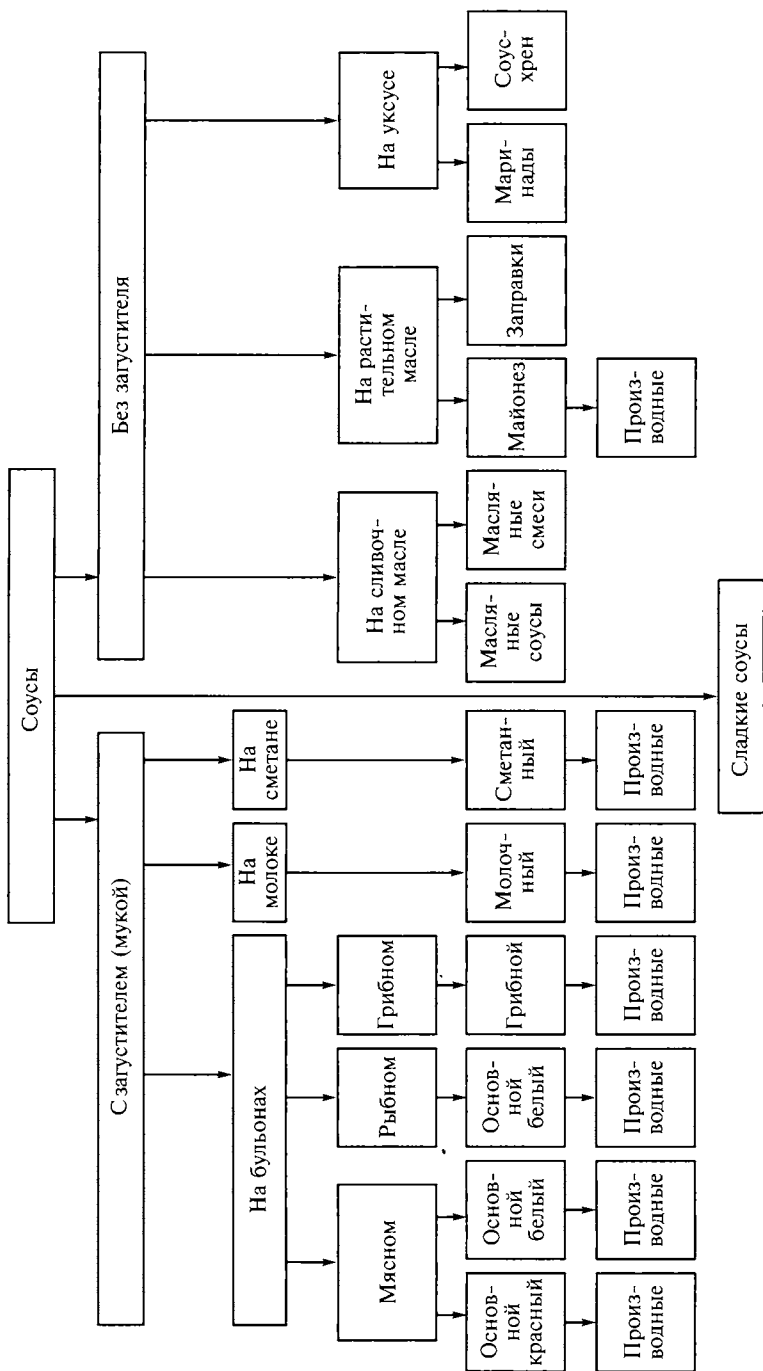 Соусы
С загустителем (мукой)
Без загустителя
На бульонах
На
молоке
На
сметане
Мясном
Рыбном
Грибном
На сливоч-
ном масле
На расти-
тельном
масле
На уксусе
Основ-
ной
красный
Основ-
ной
белый
Основ-
ной
белый
Грибной
Молоч-
ный
Сметан-
ный
Масля-
ные
соусы
Масля-
ные
смеси
Майонез
Заправки
Мари-
нады
Соус-
хрен
Произ-
водные
Произ-
водные
Произ-
водные
Произ-
водные
Произ-
водные
Произ-
водные
Произ-
водные
Сладкие соусы